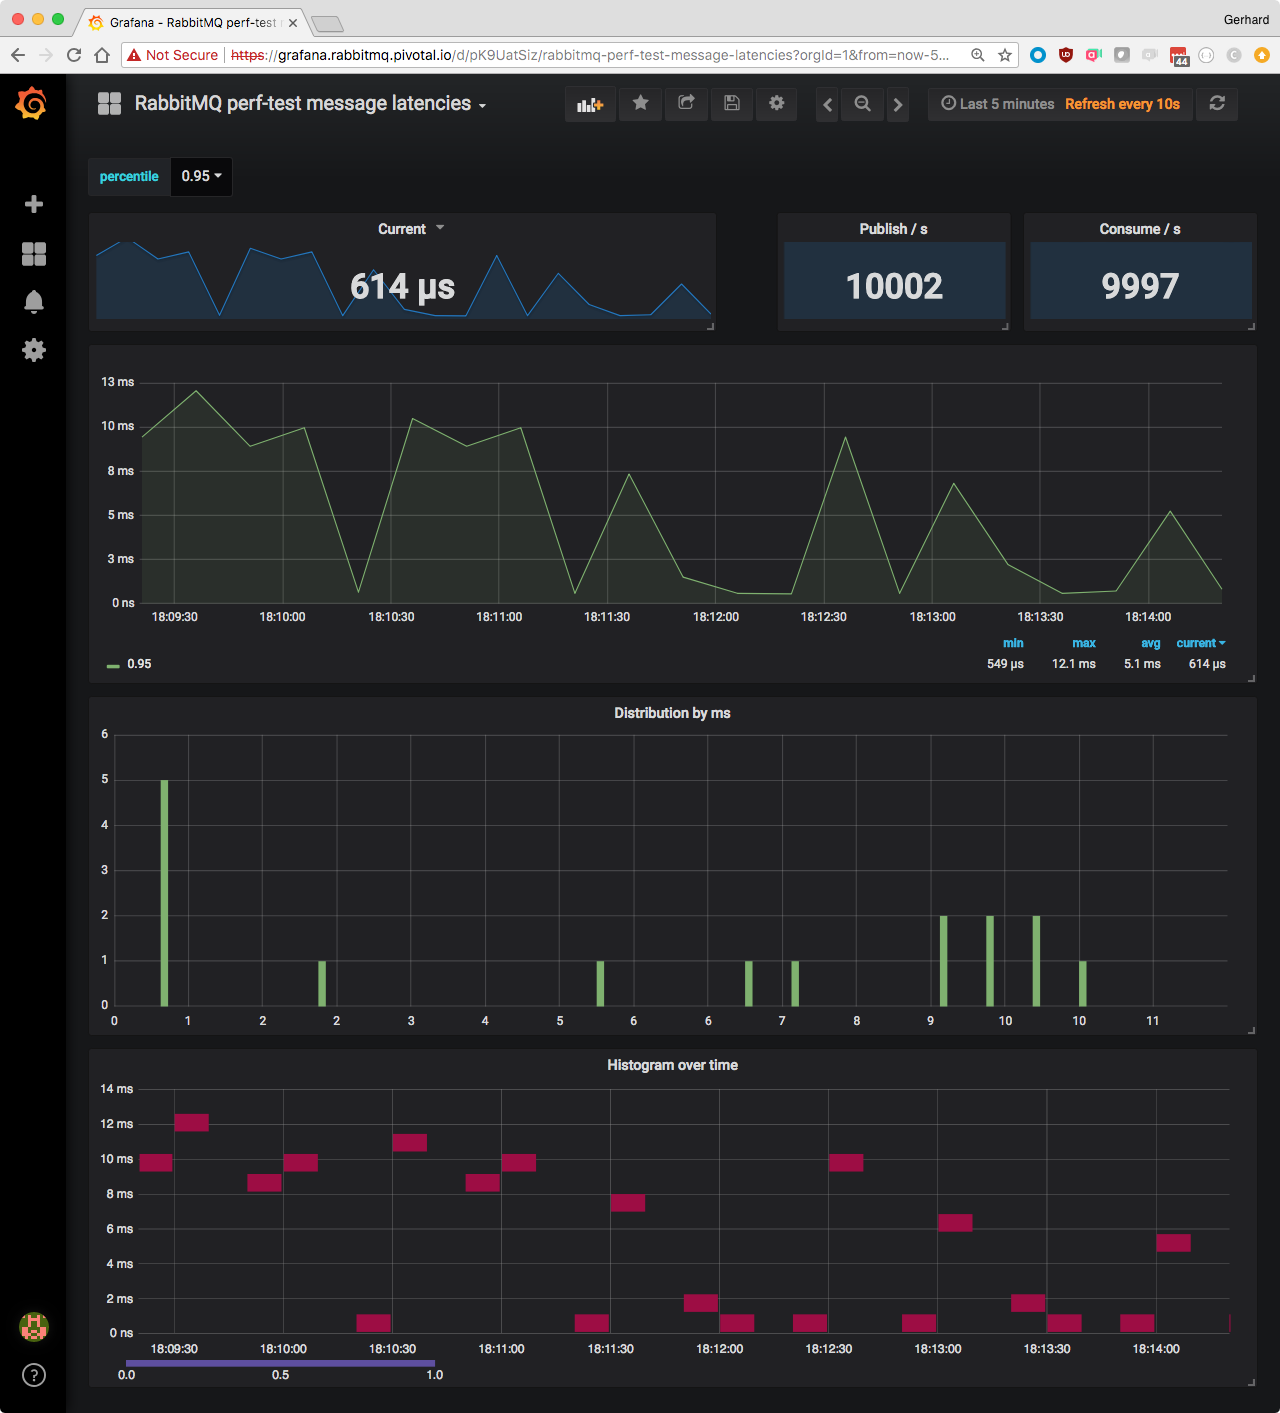 Grafana - RabbitMQ perf-test
Gerhard
Not Secure | https://grafana.rabbitmq.pivotal.io/d/pK9UatSiz/rabbitmq-perf-test-message-latencies?orgId=1&from=now-5...
44
RabbitMQ perf-test message latencies
Last 5 minutes Refresh every 10s
percentile 0.95
Current
614 µs
Publish / s
10002
Consume / s
9997
13 ms
10 ms
8 ms
5 ms
3 ms
0 ns
18:09:30 18:10:00 18:10:30 18:11:00 18:11:30 18:12:00 18:12:30 18:13:00 18:13:30 18:14:00
min max avg current
0.95 549 µs 12.1 ms 5.1 ms 614 µs
Distribution by ms
6
5
4
3
2
1
0
0 1 2 2 3 4 5 6 6 7 8 9 10 10 11
Histogram over time
14 ms
12 ms
10 ms
8 ms
6 ms
4 ms
2 ms
0 ns
18:09:30 18:10:00 18:10:30 18:11:00 18:11:30 18:12:00 18:12:30 18:13:00 18:13:30 18:14:00
0.0 0.5 1.0